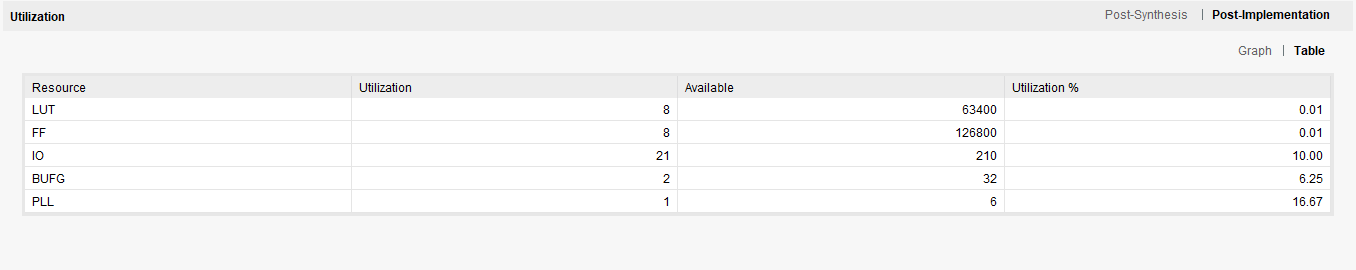 Utilization Post-Synthesis | Post-Implementation
Graph | Table
Resource Utilization Available Utilization %
LUT 8 63400 0.01
FF 8 126800 0.01
IO 21 210 10.00
BUFG 2 32 6.25
PLL 1 6 16.67